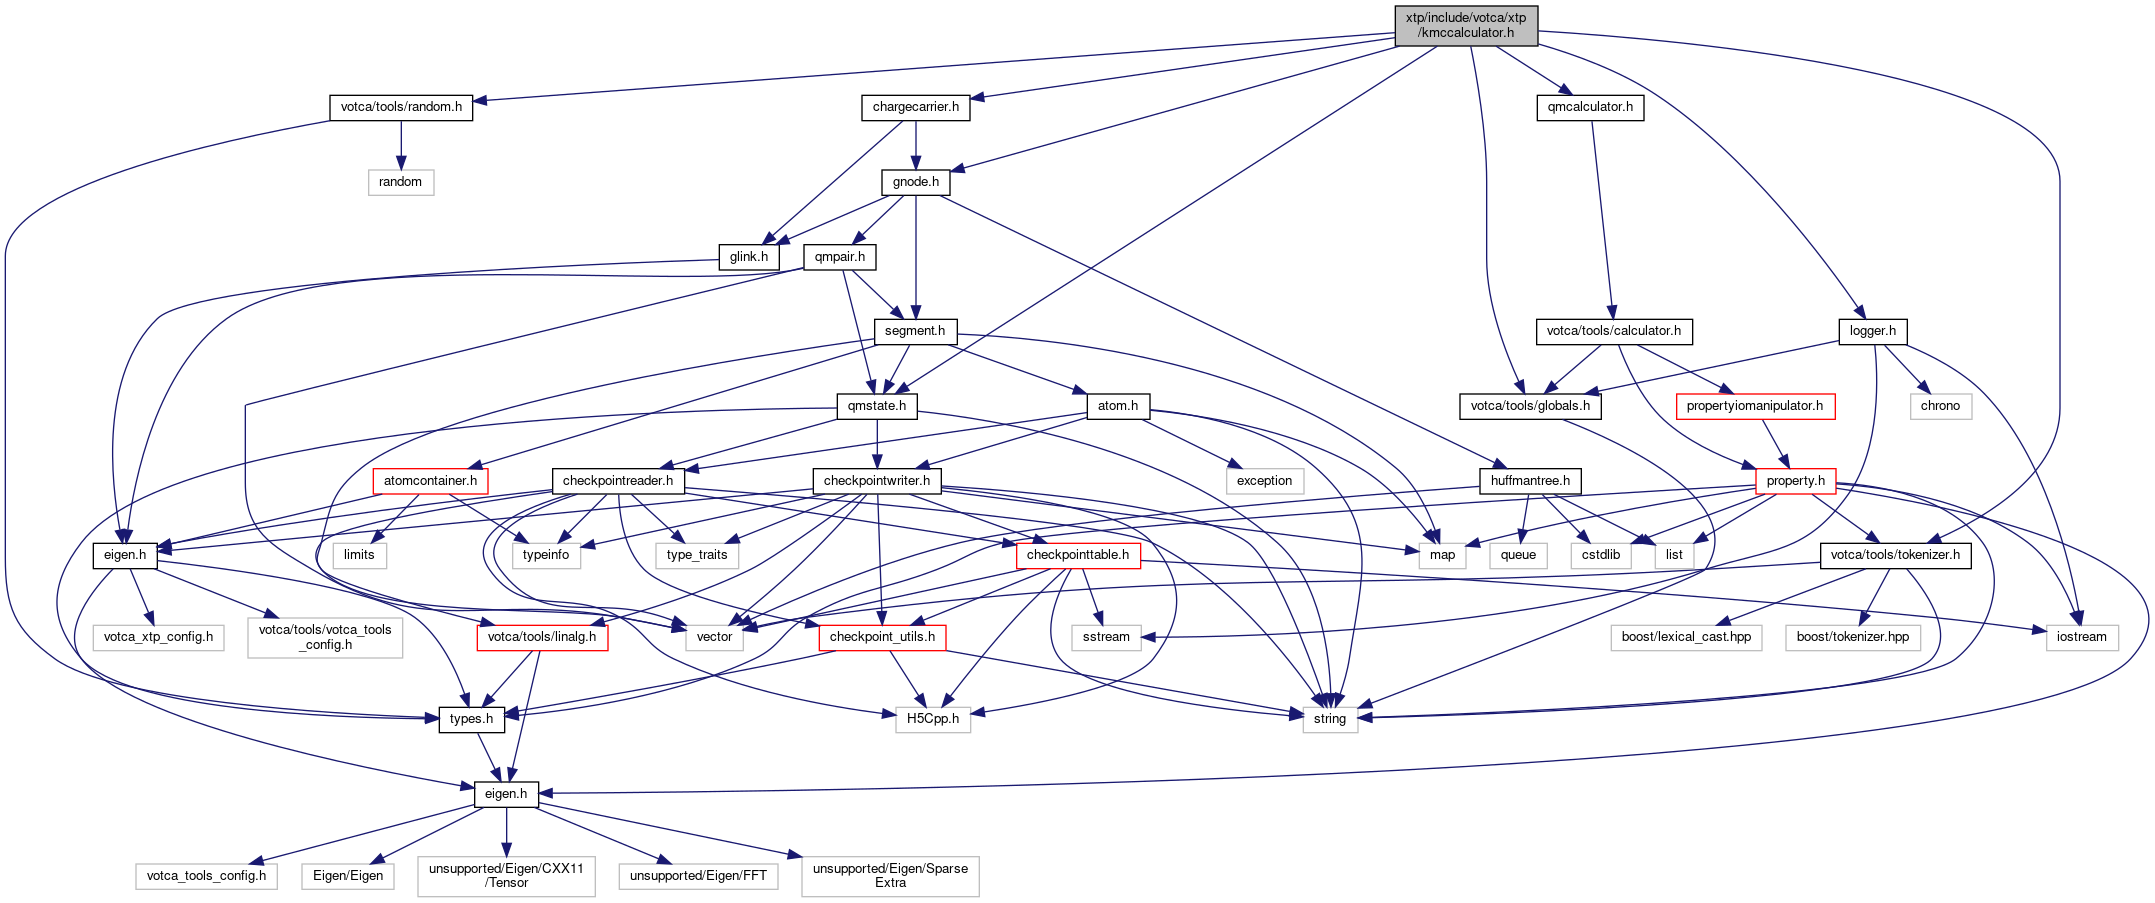 xtp/include/votca/xtp
/kmccalculator.h
votca/tools/random.h
chargecarrier.h
qmcalculator.h
random
gnode.h
glink.h
qmpair.h
segment.h
votca/tools/calculator.h
logger.h
qmstate.h
atom.h
votca/tools/globals.h
propertyiomanipulator.h
chrono
atomcontainer.h
checkpointreader.h
checkpointwriter.h
exception
huffmantree.h
property.h
eigen.h
limits
typeinfo
type_traits
checkpointtable.h
map
queue
cstdlib
list
votca/tools/tokenizer.h
votca_xtp_config.h
votca/tools/votca_tools
_config.h
votca/tools/linalg.h
vector
checkpoint_utils.h
sstream
boost/lexical_cast.hpp
boost/tokenizer.hpp
iostream
types.h
H5Cpp.h
string
eigen.h
votca_tools_config.h
Eigen/Eigen
unsupported/Eigen/CXX11
/Tensor
unsupported/Eigen/FFT
unsupported/Eigen/Sparse
Extra